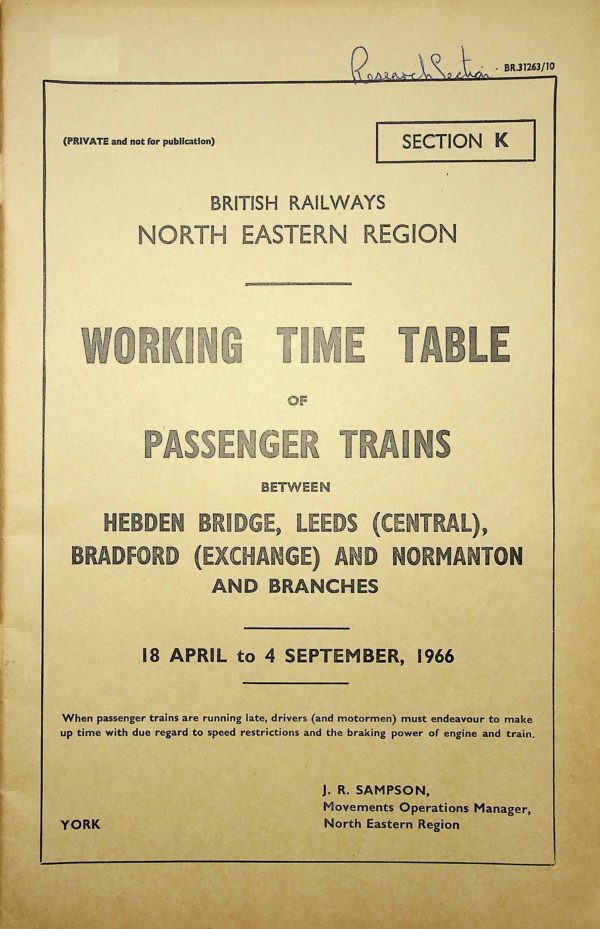 Research Section
BR.31263/10
(PRIVATE and not for publication)
SECTION K
BRITISH RAILWAYS
NORTH EASTERN REGION
WORKING TIME TABLE
OF
PASSENGER TRAINS
BETWEEN
HEBDEN BRIDGE, LEEDS (CENTRAL),
BRADFORD (EXCHANGE) AND NORMANTON
AND BRANCHES
18 APRIL to 4 SEPTEMBER, 1966
When passenger trains are running late, drivers (and motormen) must endeavour to make
up time with due regard to speed restrictions and the braking power of engine and train.
J. R. SAMPSON,
Movements Operations Manager,
North Eastern Region
YORK